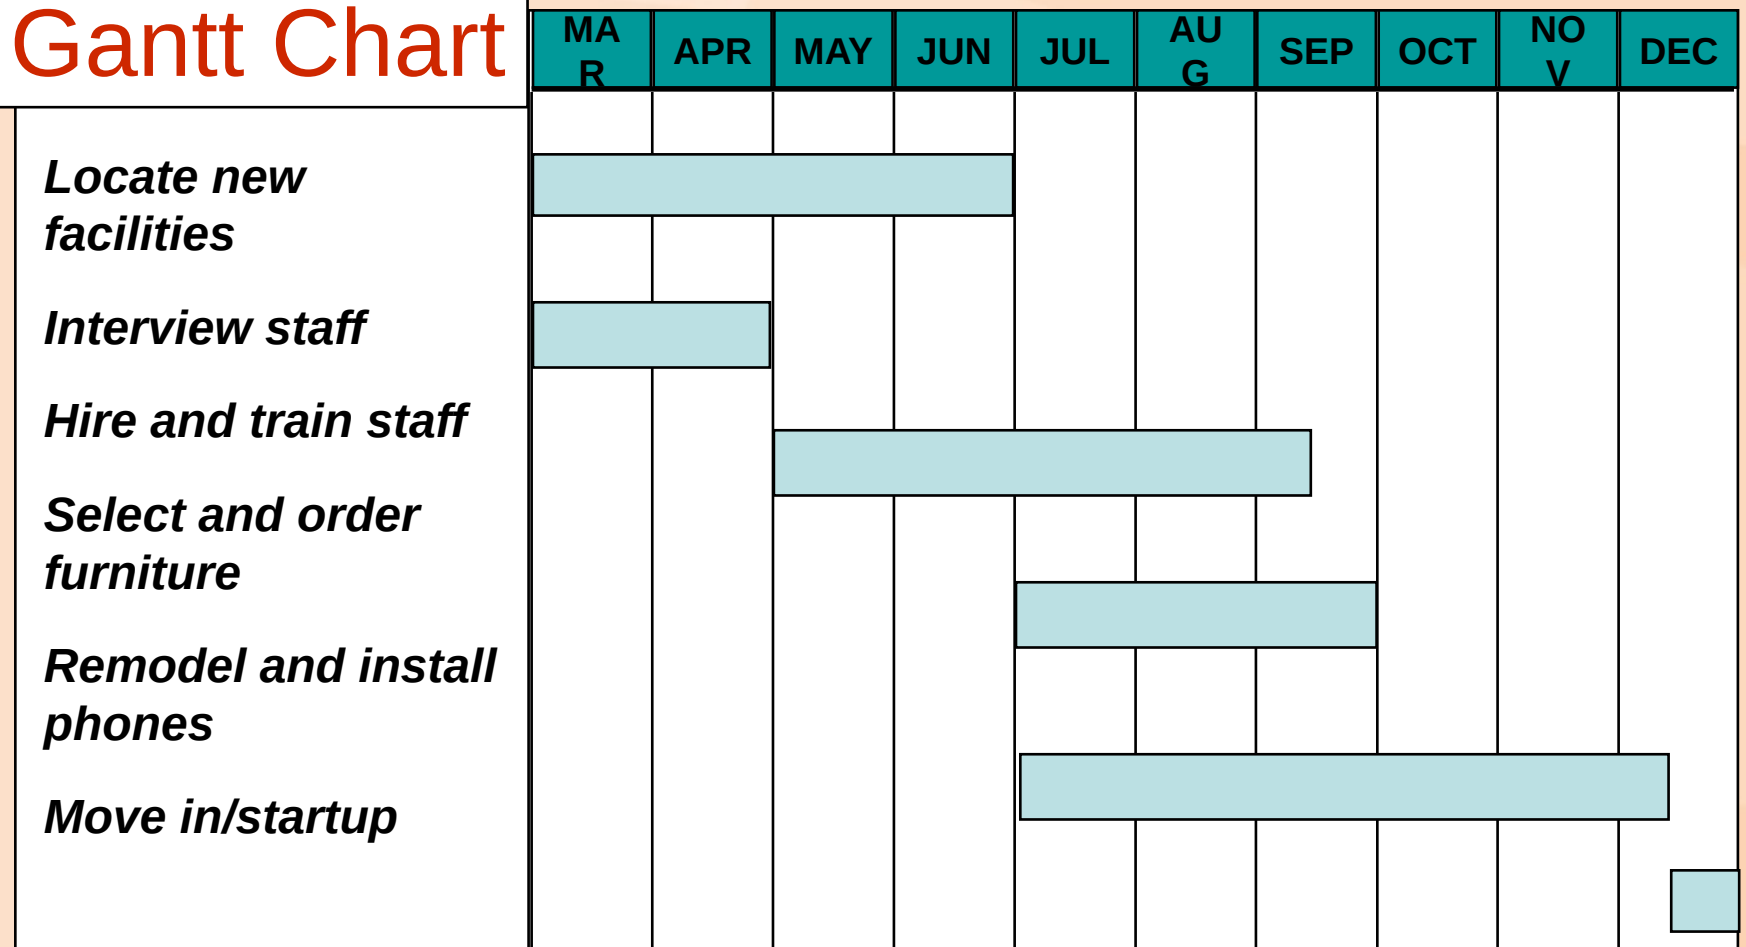 Gantt Chart
MA
R
APR
MAY
JUN
JUL
AU
G
SEP
OCT
NO
V
DEC
Locate new
facilities
Interview staff
Hire and train staff
Select and order
furniture
Remodel and install
phones
Move in/startup